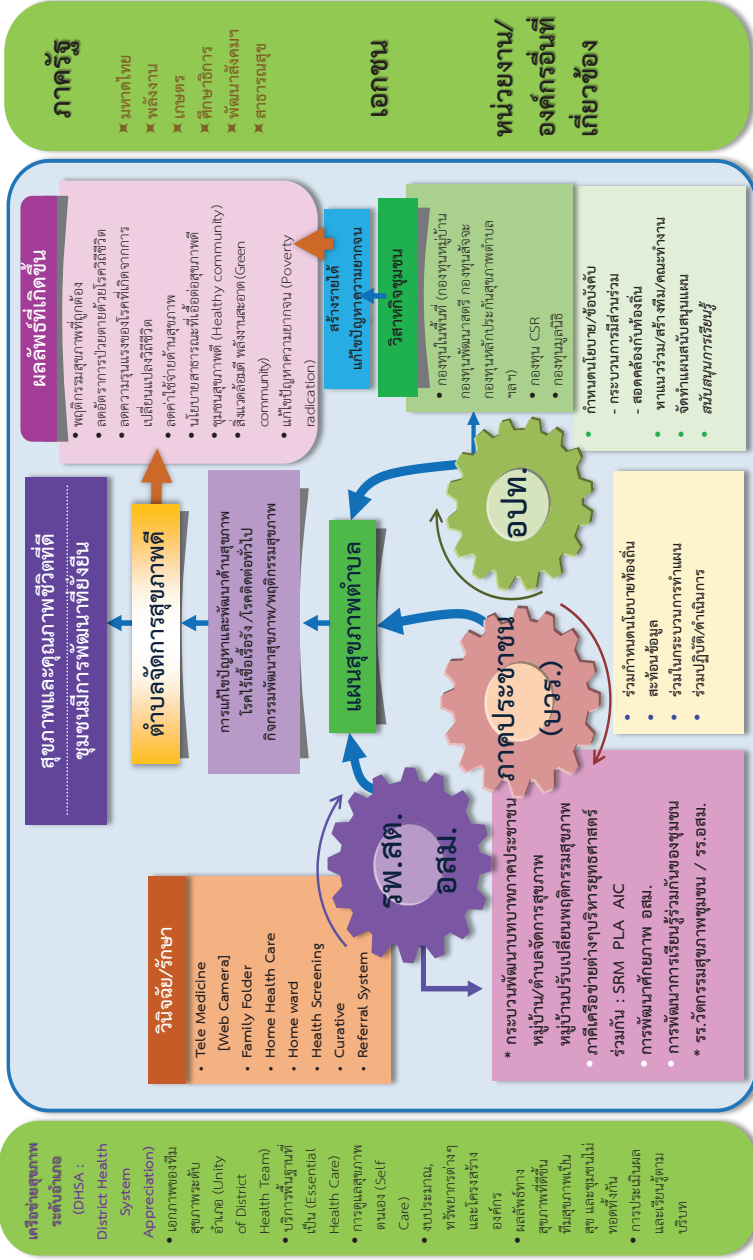 เครือข่ายสุขภาพ
ระดับอำเภอ
(DHSA :
District Health
System
Appreciation)
• เอกภาพของทีม
สุขภาพระดับ
อำเภอ (Unity
of District
Health Team)
• บริการพื้นฐานที่
เป็น (Essential
Health Care)
• การดูแลสุขภาพ
ตนเอง (Self
Care)
• งบประมาณ,
ทรัพยากรต่างๆ
และโครงสร้าง
องค์กร
• ผลลัพธ์ทาง
สุขภาพที่ดีขึ้น
ทีมสุขภาพเป็น
สุข และชุมชนไม่
ทอดทิ้งกัน
• การประเมินผล
และเรียนรู้ตาม
บริบท
สุขภาพและคุณภาพชีวิตที่ดี
ชุมชนมีการพัฒนาที่ยั่งยืน
ตำบลจัดการสุขภาพดี
การแก้ไขปัญหาและพัฒนาด้านสุขภาพ
โรคไร้เชื้อเรื้อรัง /โรคติดต่อทั่วไป
กิจกรรมพัฒนาสุขภาพ/พฤติกรรมสุขภาพ
แผนสุขภาพตำบล
วินิจฉัย/รักษา
• Tele Medicine
[Web Camera]
• Family Folder
• Home Health Care
• Home ward
• Health Screening
• Curative
• Referral System
รพ.สต.
อสม.
ภาคประชาชน
(บวร.)
อปท.
* กระบวนพัฒนาบทบาทภาคประชาชน
หมู่บ้าน/ตำบลจัดการสุขภาพ
หมู่บ้านปรับเปลี่ยนพฤติกรรมสุขภาพ
• ภาคีเครือข่ายต่างๆบริหารยุทธศาสตร์
ร่วมกัน : SRM PLA AIC
• การพัฒนาศักยภาพ อสม.
• การพัฒนาการเรียนรู้ร่วมกันของชุมชน
* รร.วัตกรรมสุขภาพชุมชน / รร.อสม.
• ร่วมกำหนดนโยบายท้องถิ่น
• สะท้อนข้อมูล
• ร่วมในกระบวนการทำแผน
• ร่วมปฏิบัติ/ดำเนินการ
ผลลัพธ์ที่เกิดขึ้น
• พฤติกรรมสุขภาพที่ถูกต้อง
• ลดอัตราการป่วยตายด้วยโรควิถีชีวิต
• ลดความรุนแรงของโรคที่เกิดจากการ
เปลี่ยนแปลงวิถีชีวิต
• ลดค่าใช้จ่ายด้านสุขภาพ
• นโยบายสาธารณะที่เอื้อต่อสุขภาพดี
• ชุมชนสุขภาพดี (Healthy community)
• สิ่งแวดล้อมดี พลังงานสะอาด (Green
community)
• แก้ไขปัญหาความยากจน (Poverty
radication)
สร้างรายได้
แก้ไขปัญหาความยากจน
วิสาหกิจชุมชน
• กองทุนในพื้นที่ (กองทุนหมู่บ้าน
กองทุนพัฒนาสตรี กองทุนสัจจะ
กองทุนหลักประกันสุขภาพตำบล
ฯลฯ)
• กองทุน CSR
• กองทุนมูลนิธิ
• กำหนดนโยบาย/ข้อบังคับ
- กระบวนการมีส่วนร่วม
- สอดคล้องกับท้องถิ่น
• หาแนวร่วม/สร้างทีม/คณะทำงาน
• จัดทำแผนสนับสนุนแผน
• สนับสนุนการเรียนรู้
ภาครัฐ
มหาดไทย
พลังงาน
เกษตร
ศึกษาธิการ
พัฒนาสังคมฯ
สาธารณสุข
เอกชน
หน่วยงาน/
องค์กรอื่นที่
เกี่ยวข้อง